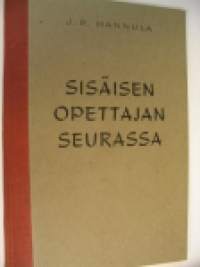 J. R. HANNULA
SISÄISEN
OPETTAJAN
SEURASSA